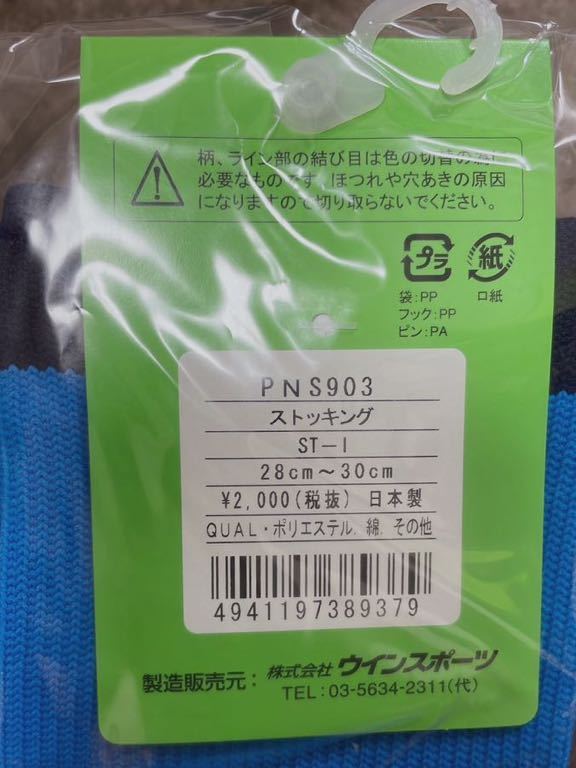 柄、ライン部の結び目は色の切替の為に
必要なものです。ほつれや穴あきの原因
になりますので切り取らないでください。
プラ
紙
袋:PP
フック:PP
ピン:PA
口紙
PNS903
ストッキング
ST-I
28cm〜30cm
¥2,000(税抜) 日本製
QUAL・ポリエステル、綿、その他
4941197389379
製造販売元: 株式会社 ウインスポーツ
TEL:03-5634-2311(代)